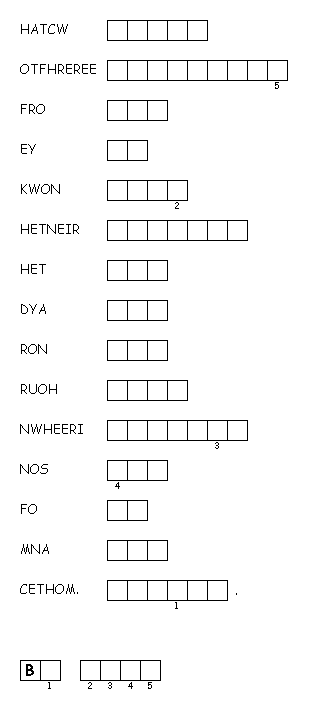 HATCW
OTFHREREE
5
FRO
EY
KWON
2
HETNEIR
HET
DYA
RON
RUOH
NWHEERI
3
NOS
4
FO
MNA
CETHOM. .
1
B
1 2 3 4 5